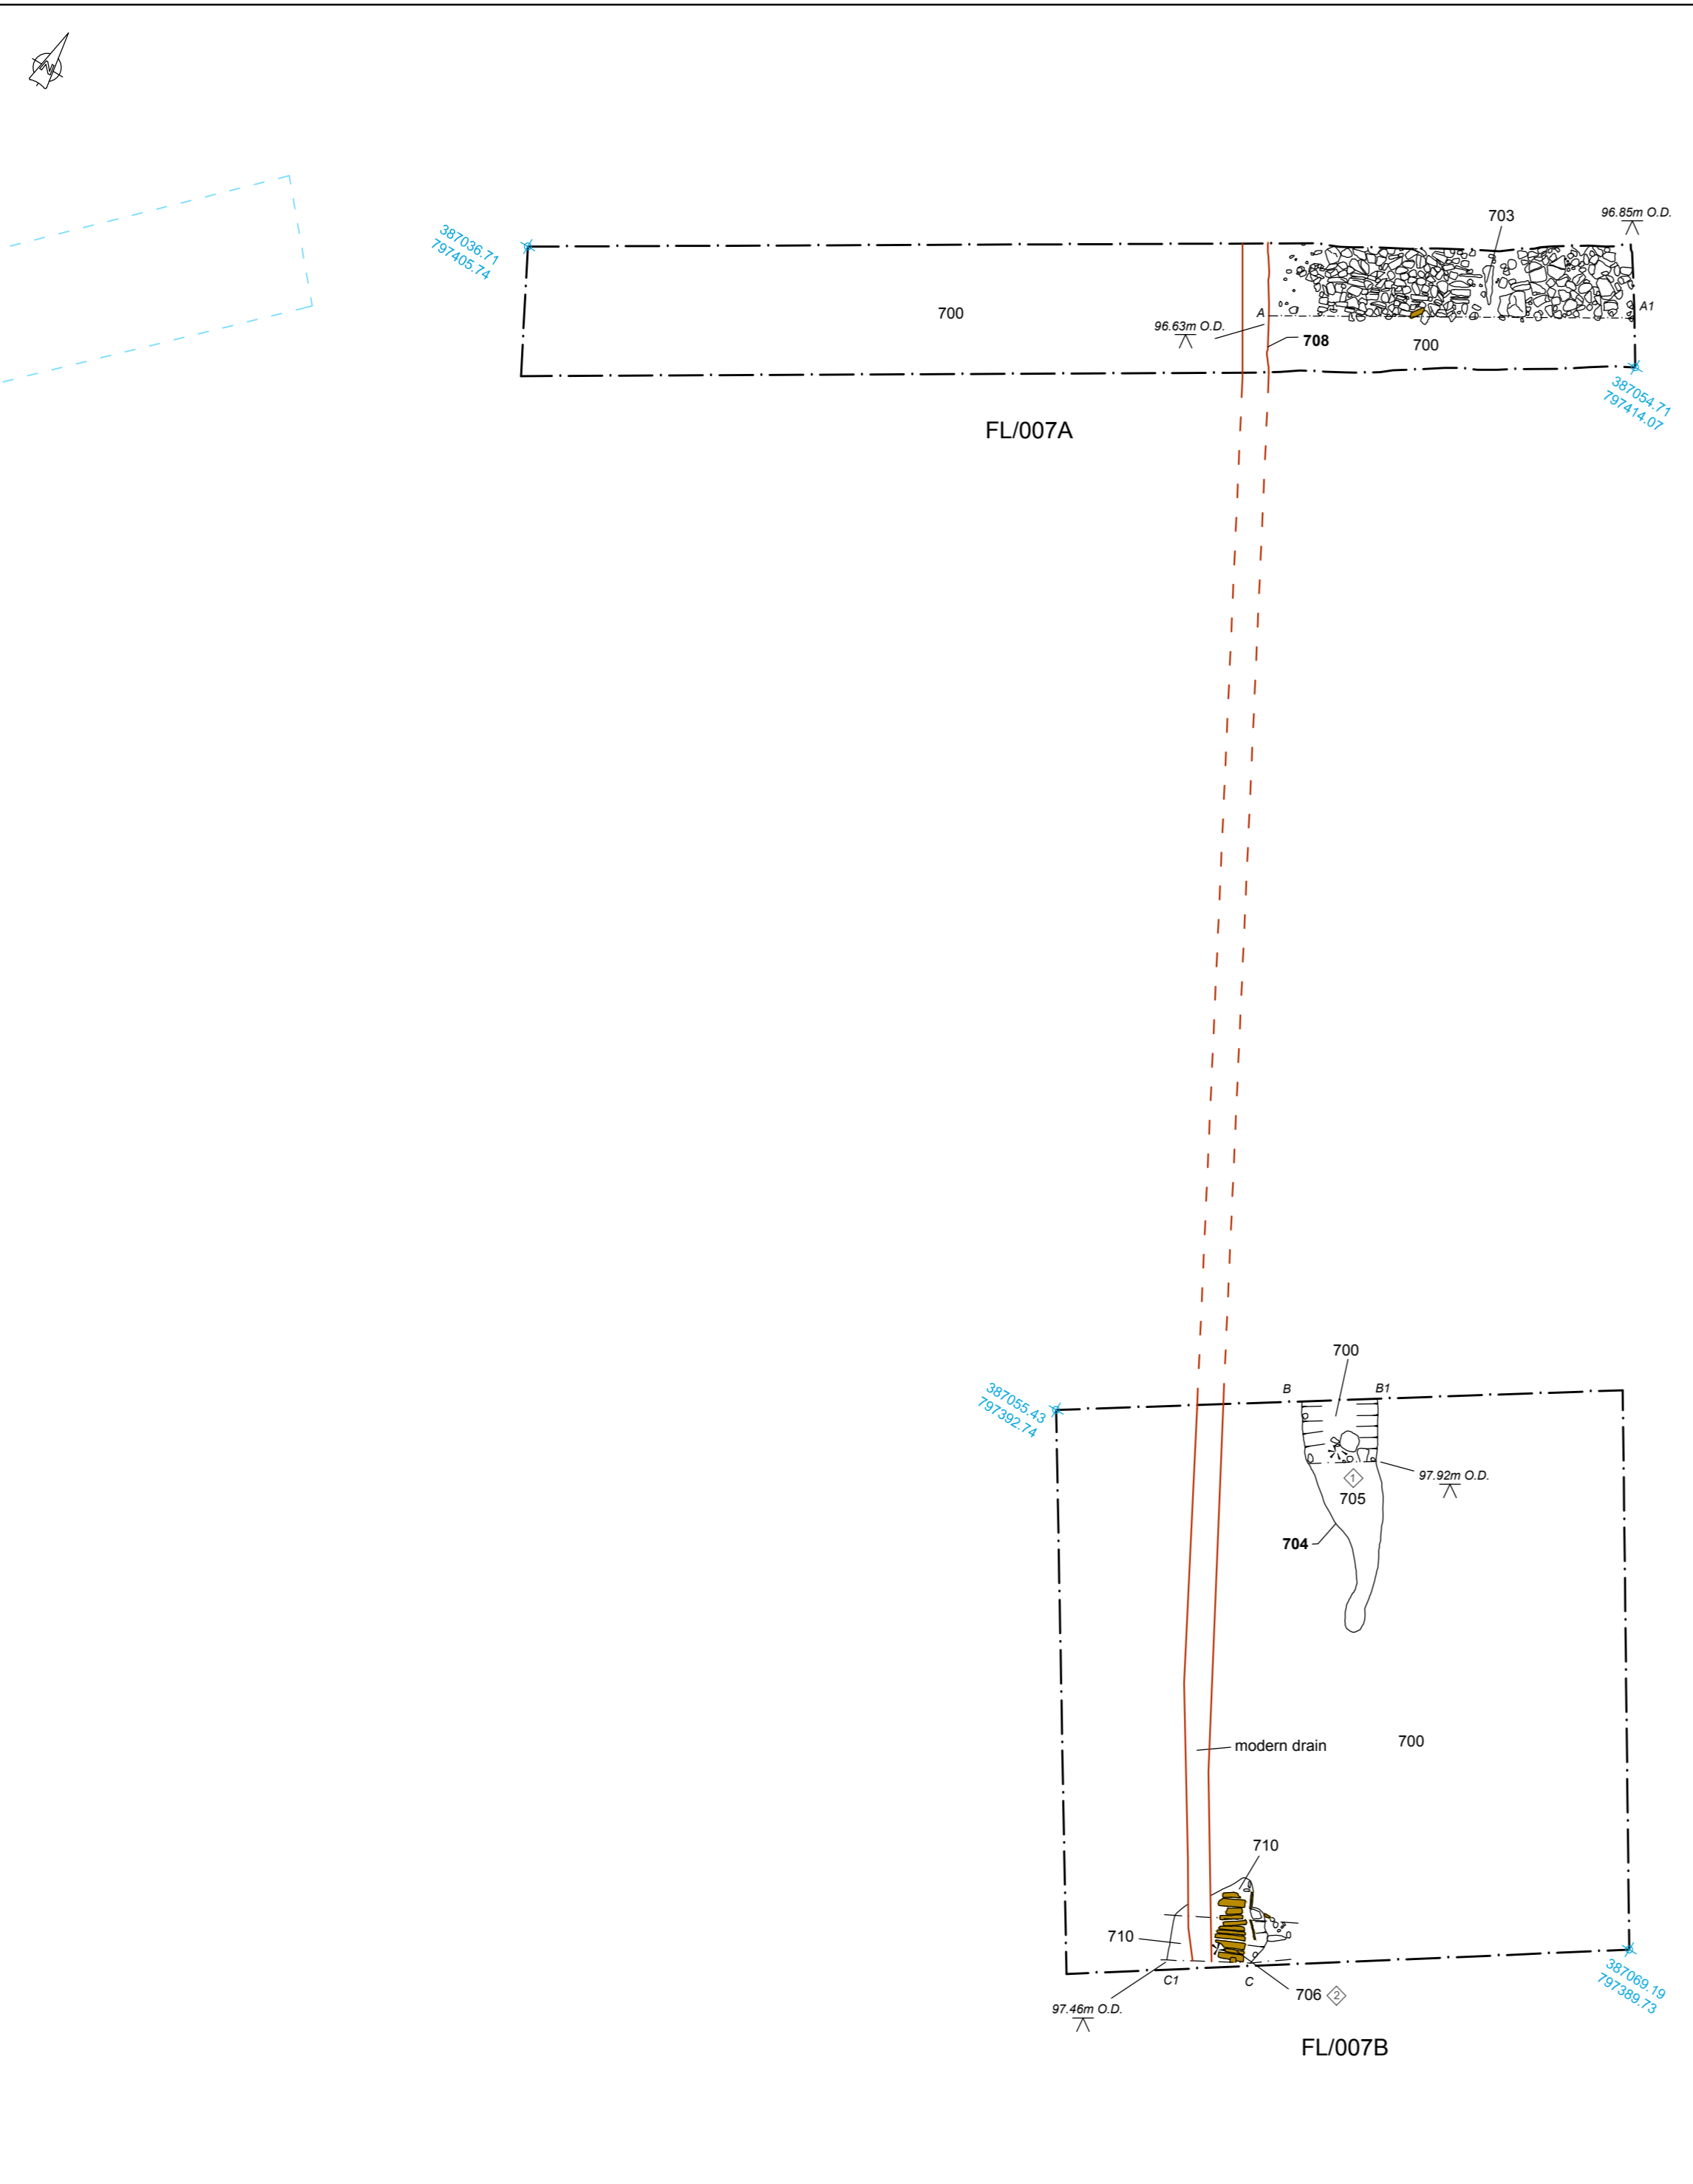 N
703
96.85m O.D.
387036.71
797405.74
700
A
A1
96.63m O.D.
708
700
387054.71
797414.07
FL/007A
700
B
B1
387055.43
797392.74
97.92m O.D.
1
705
704
modern drain
700
710
710
C1
C
706
2
387069.19
797389.73
97.46m O.D.
FL/007B